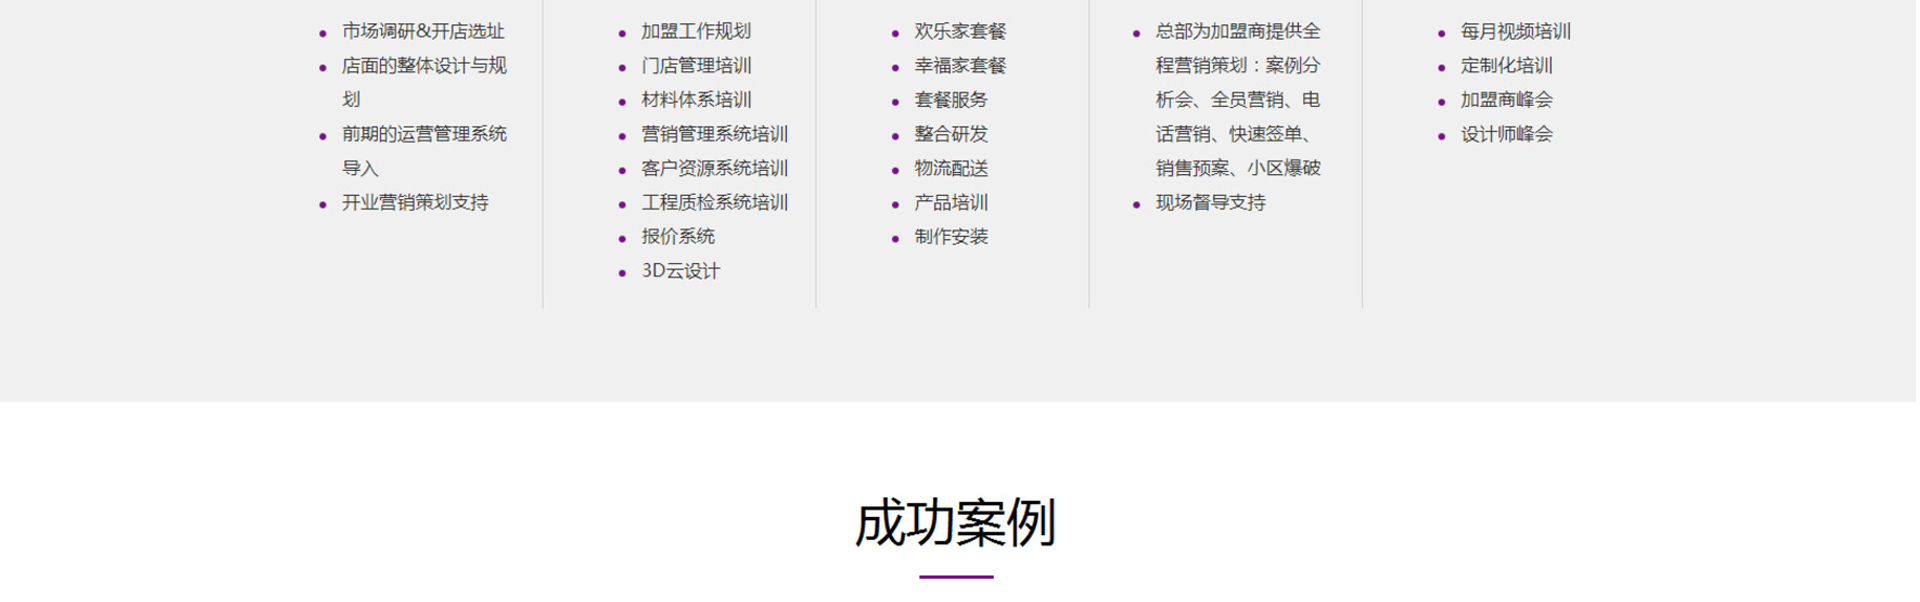 市场调研&开店选址
店面的整体设计与规
划
前期的运营管理系统
导入
开业营销策划支持
加盟工作规划
门店管理培训
材料体系培训
营销管理系统培训
客户资源系统培训
工程质检系统培训
报价系统
3D云设计
欢乐家套餐
幸福家套餐
套餐服务
整合研发
物流配送
产品培训
制作安装
总部为加盟商提供全
程营销策划：案例分
析会、全员营销、电
话营销、快速签单、
销售预案、小区爆破
现场督导支持
每月视频培训
定制化培训
加盟商峰会
设计师峰会
成功案例